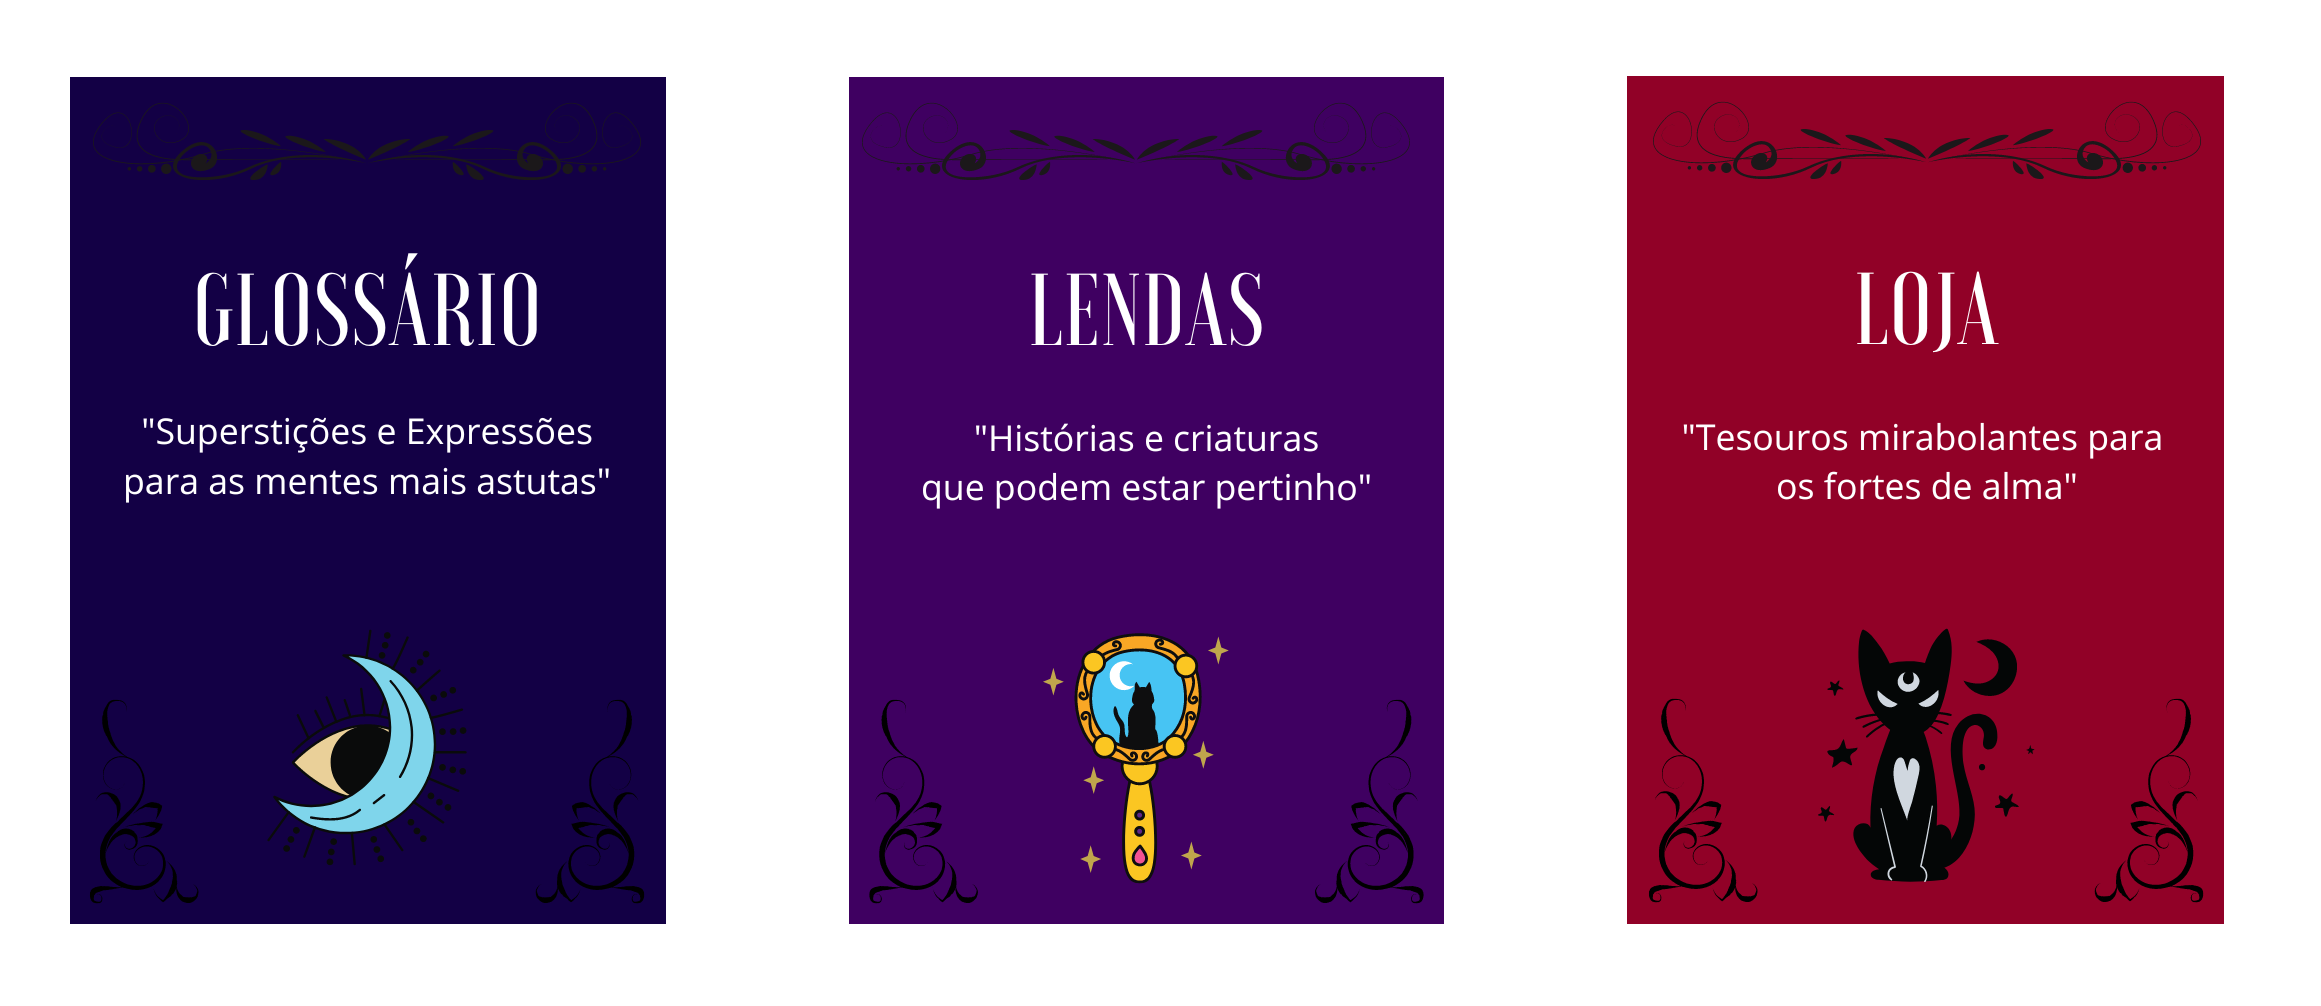 GLOSSÁRIO
"Superstições e Expressões
para as mentes mais astutas"
LENDAS
"Histórias e criaturas
que podem estar pertinho"
LOJA
"Tesouros mirabolantes para
os fortes de alma"